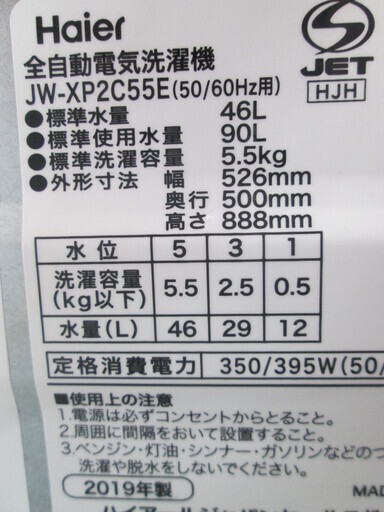 Haier
全自動電気洗濯機
JW-XP2C55E(50/60Hz用)
S
JET
HJH
●標準水量 46L
●標準使用水量 90L
●標準洗濯容量 5.5kg
●外形寸法 幅 526mm
奥行 500mm
高さ 888mm
水位 5 3 1
洗濯容量(kg以下) 5.5 2.5 0.5
水量(L) 46 29 12
定格消費電力 350/395W(50/
■使用上の注意
1.電源は必ずコンセントからとること。
2.周囲に間隔をおいて設置すること。
3.ベンジン・灯油・シンナー・ガソリンなどのつ
洗濯や脱水をしないでください。
2019年製
MAD